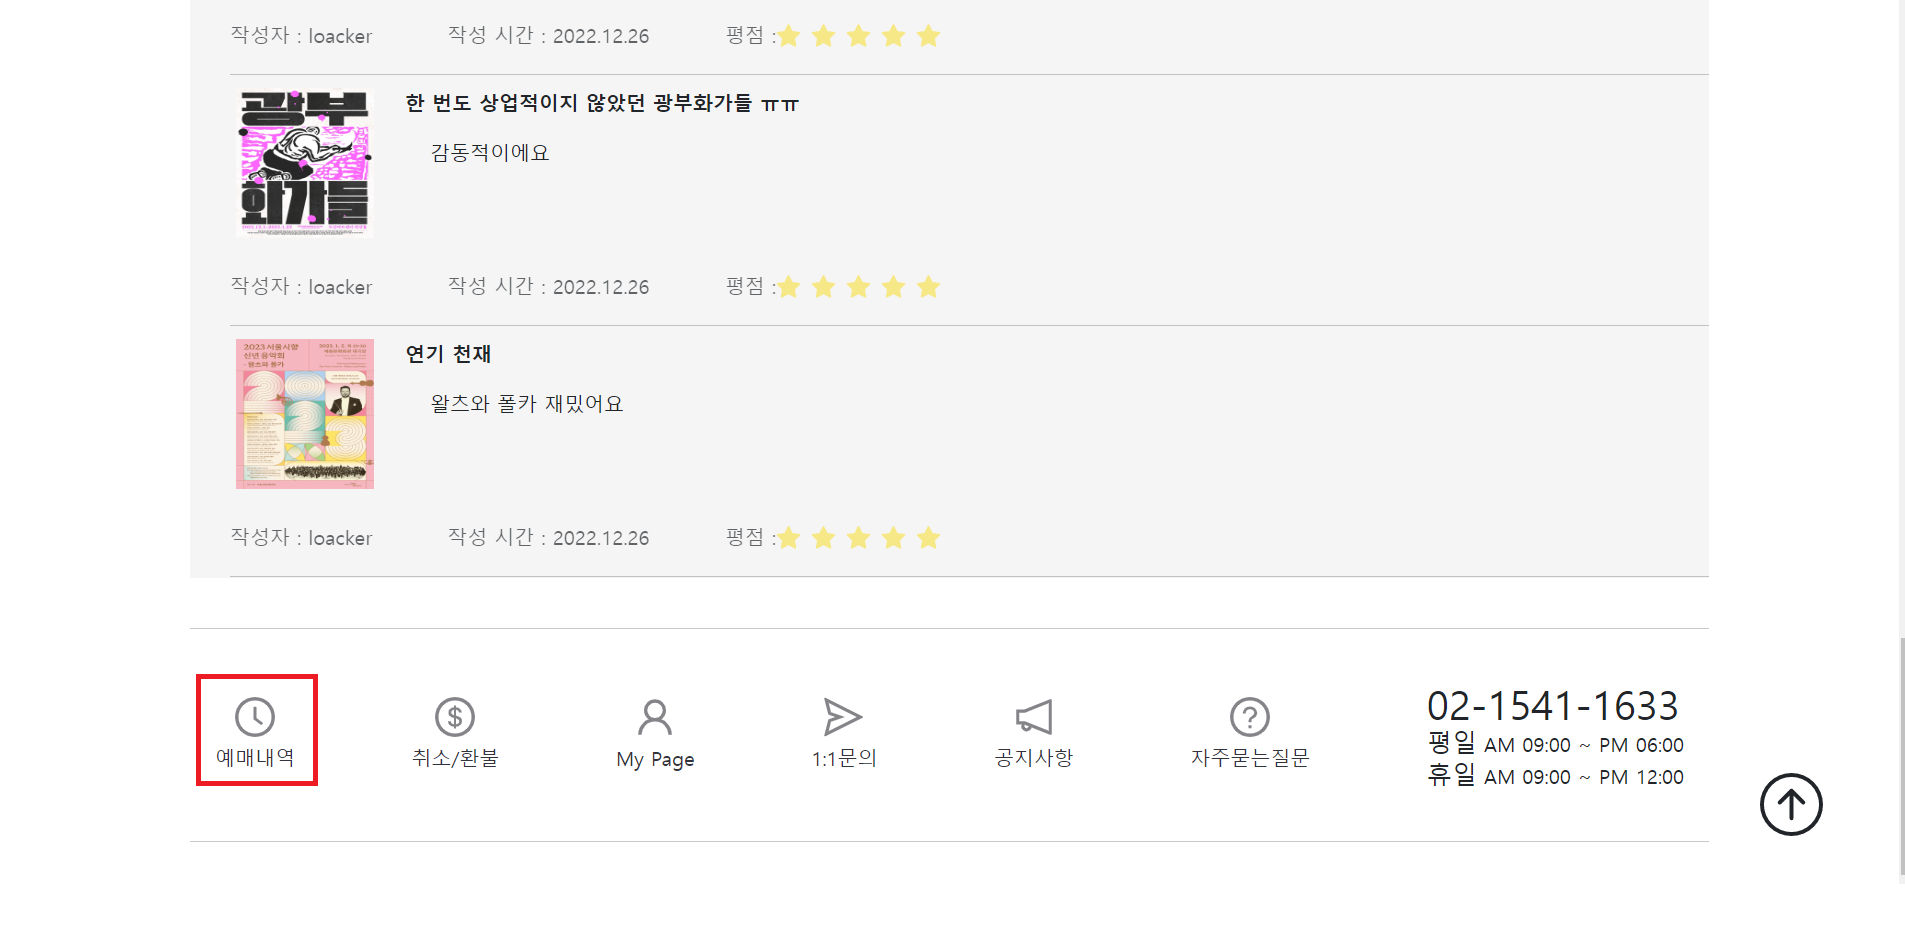 작성자 : loacker 작성 시간 : 2022.12.26 평점 :
광부
화가들
한 번도 상업적이지 않았던 광부화가들 ㅠㅠ
감동적이에요
작성자 : loacker 작성 시간 : 2022.12.26 평점 :
2023 서울시향
신년 음악회
- 왈츠와 폴카
연기 천재
왈츠와 폴카 재밌어요
작성자 : loacker 작성 시간 : 2022.12.26 평점 :
예매내역
취소/환불
My Page
1:1문의
공지사항
자주묻는질문
02-1541-1633
평일 AM 09:00 ~ PM 06:00
휴일 AM 09:00 ~ PM 12:00